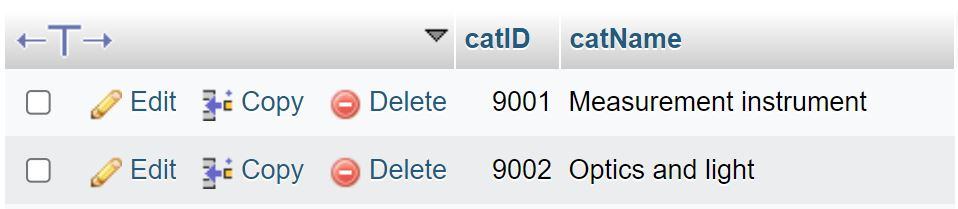 ←T→ catID catName
Edit Copy Delete 9001 Measurement instrument
Edit Copy Delete 9002 Optics and light